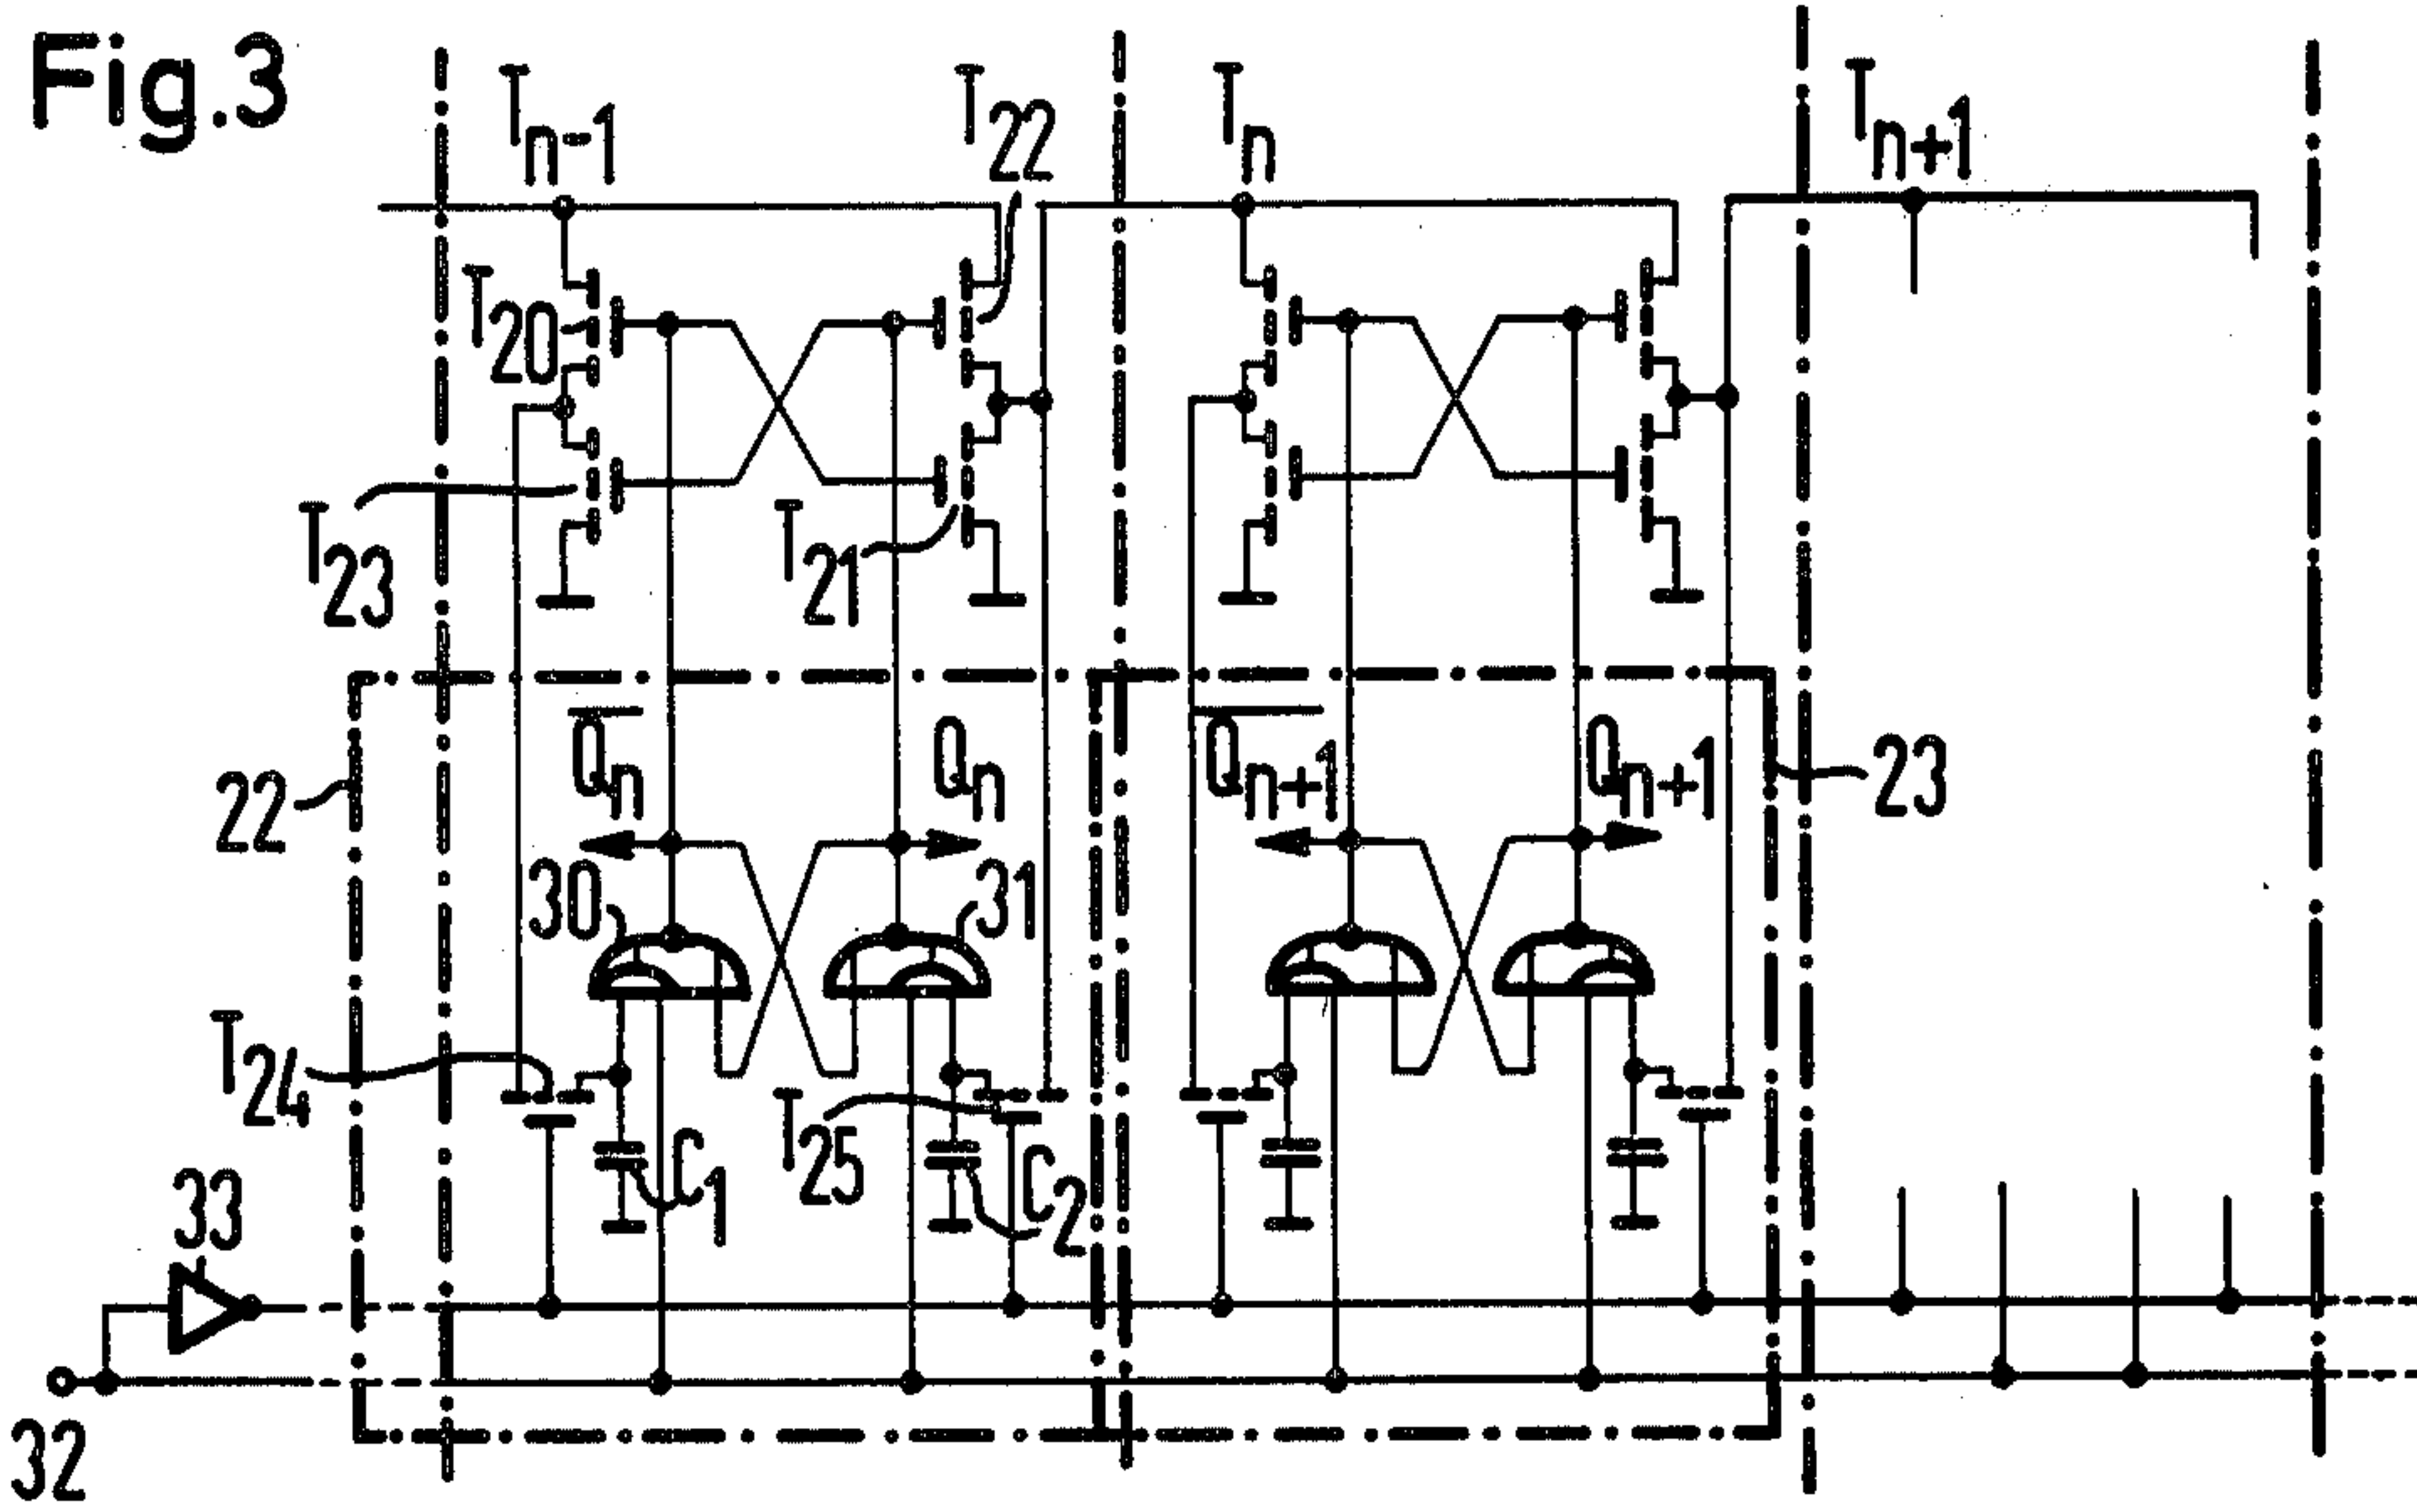 Fig.3
Tn-1
T22
Tn
Tn+1
T20
T23
T21
Q̅n
Qn
Q̅n+1
Qn+1
22
23
30
31
T24
T25
C1
C2
33
32